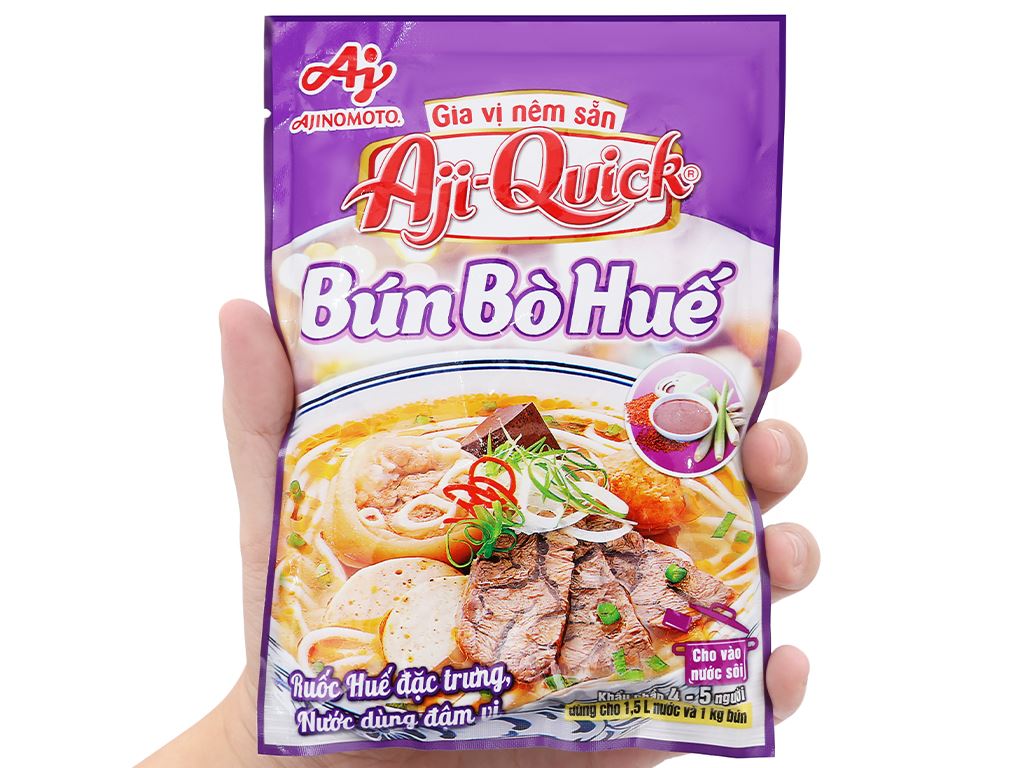 Aj
AJINOMOTO®
Gia vị nêm sẵn
Aji-Quick®
Bún Bò Huế
Cho vào
nước sôi
Ruốc Huế đặc trưng,
Nước dùng đậm vị
Khẩu phần 4 - 5 người
dùng cho 1,5 L nước và 1 kg bún